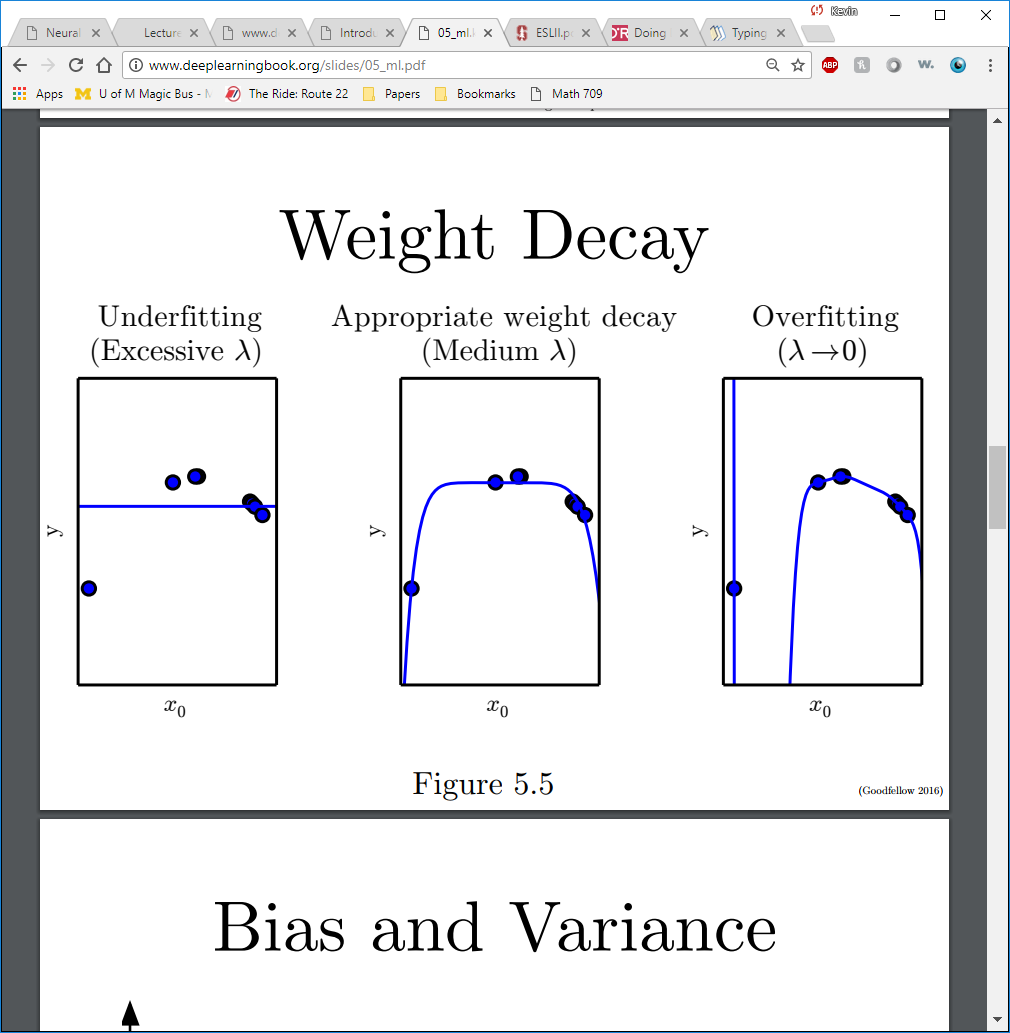 Kevin
Neural
Lecture
www.d
Introdu
05_ml.
ESLII.p
Doing
Typing
www.deeplearningbook.org/slides/05_ml.pdf
ABP
w.
Apps
U of M Magic Bus -
The Ride: Route 22
Papers
Bookmarks
Math 709
Weight Decay
Underfitting
(Excessive λ)
Appropriate weight decay
(Medium λ)
Overfitting
(λ→0)
y
y
y
x₀
x₀
x₀
Figure 5.5
(Goodfellow 2016)
Bias and Variance